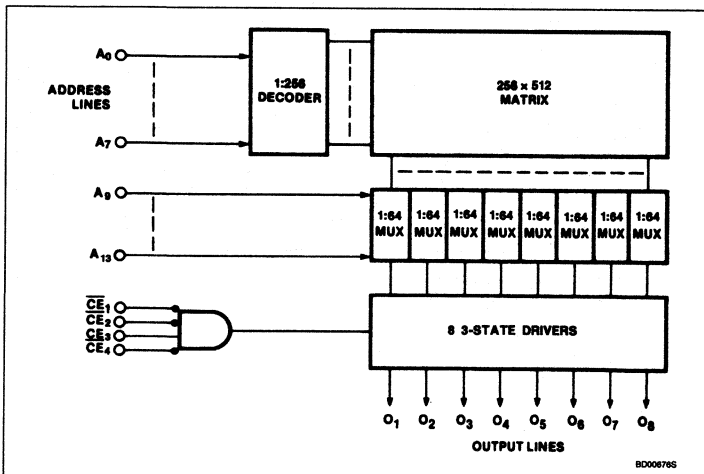 A0
ADDRESS
LINES
A7
1:256
DECODER
256 x 512
MATRIX
A9
A13
1:64
MUX
1:64
MUX
1:64
MUX
1:64
MUX
1:64
MUX
1:64
MUX
1:64
MUX
1:64
MUX
CE1
CE2
CE3
CE4
8 3-STATE DRIVERS
O1 O2 O3 O4 O5 O6 O7 O8
OUTPUT LINES
BD00676S